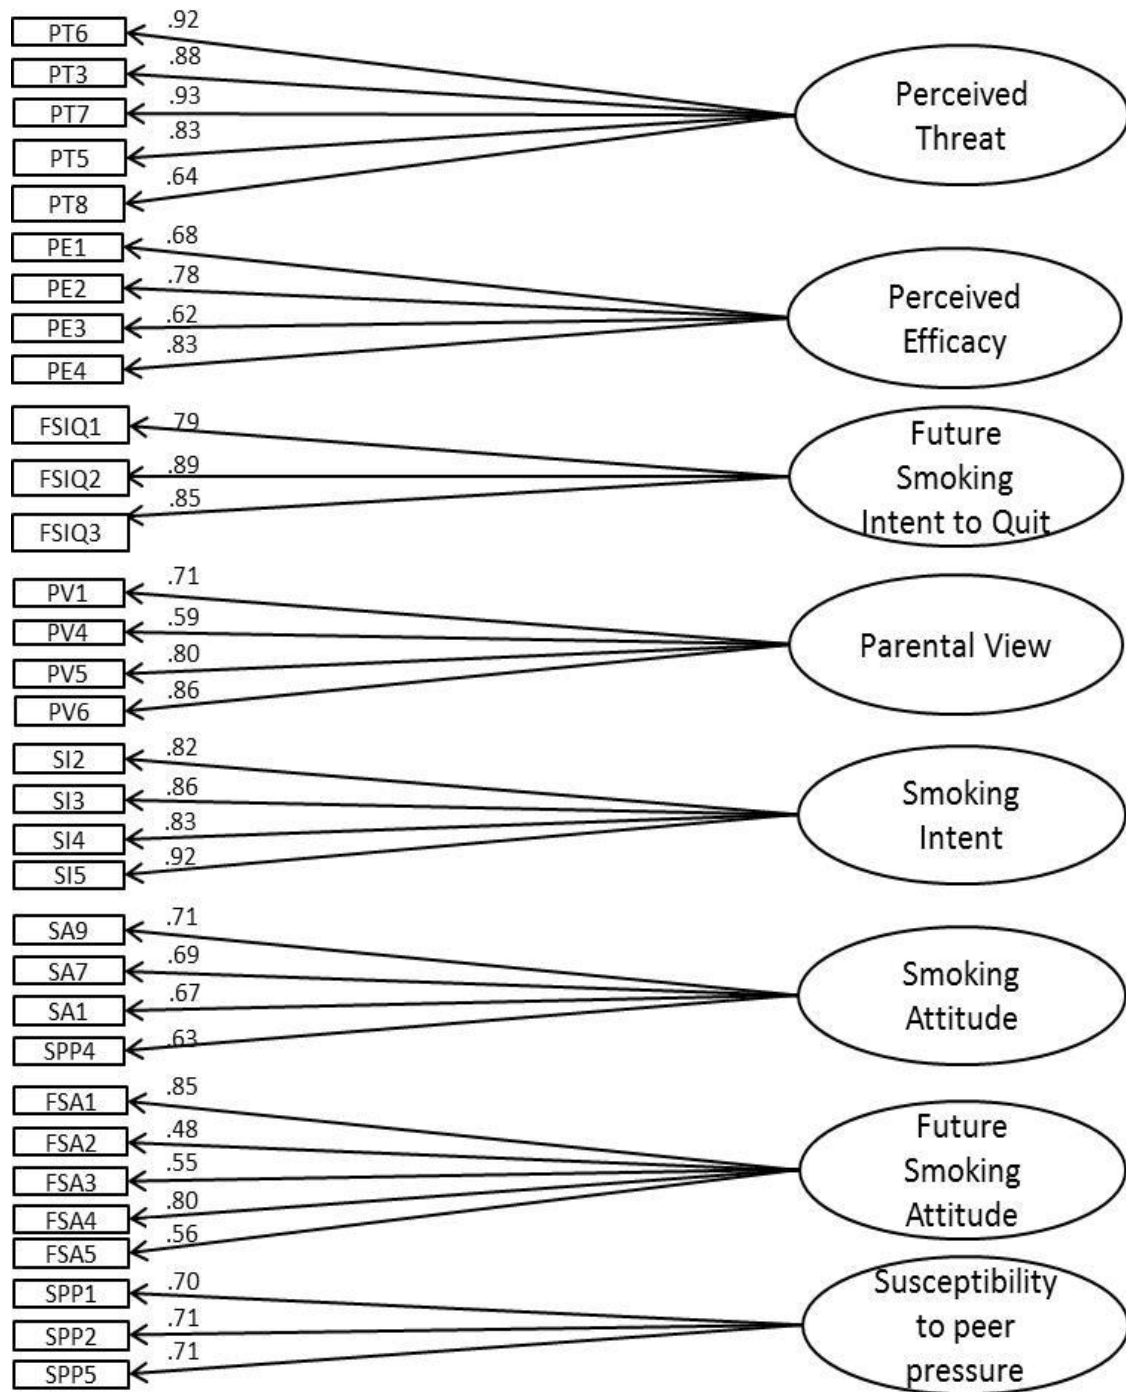 PT6
.92
PT3
.88
PT7
.93
PT5
.83
PT8
.64
Perceived
Threat
PE1
.68
PE2
.78
PE3
.62
PE4
.83
Perceived
Efficacy
FSIQ1
.79
FSIQ2
.89
FSIQ3
.85
Future
Smoking
Intent to Quit
PV1
.71
PV4
.59
PV5
.80
PV6
.86
Parental View
SI2
.82
SI3
.86
SI4
.83
SI5
.92
Smoking
Intent
SA9
.71
SA7
.69
SA1
.67
SPP4
.63
Smoking
Attitude
FSA1
.85
FSA2
.48
FSA3
.55
FSA4
.80
FSA5
.56
Future
Smoking
Attitude
SPP1
.70
SPP2
.71
SPP5
.71
Susceptibility
to peer
pressure